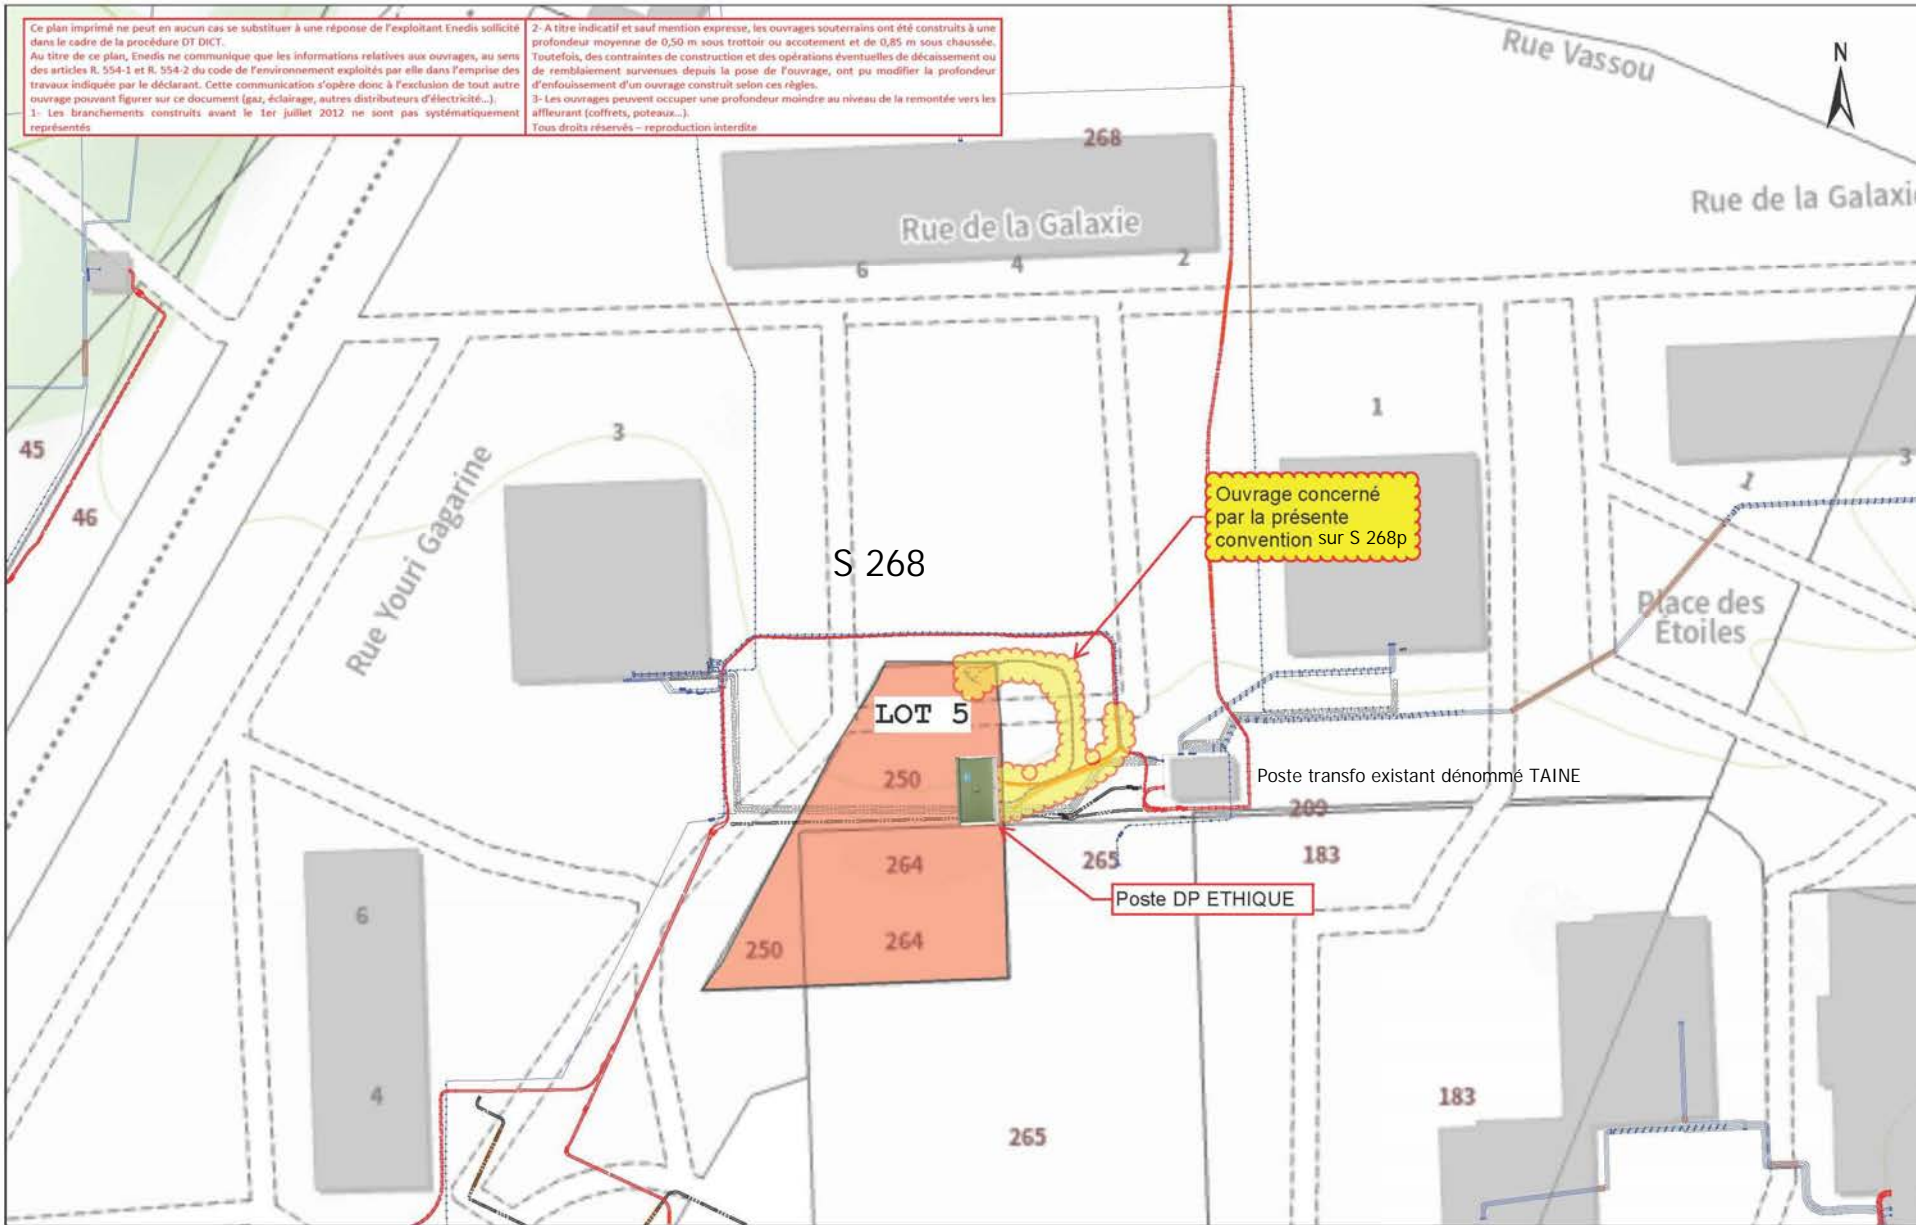 Ce plan imprimé ne peut en aucun cas se substituer à une réponse de l'exploitant Enedis sollicité
dans le cadre de la procédure DT DICT.
Au titre de ce plan, Enedis ne communique que les informations relatives aux ouvrages, au sens
des articles R. 554-1 et R. 554-2 du code de l'environnement exploités par elle dans l'emprise des
travaux indiquée par le déclarant. Cette communication s'opère donc à l'exclusion de tout autre
ouvrage pouvant figurer sur ce document (gaz, éclairage, autres distributeurs d'électricité...).
1- Les branchements construits avant le 1er juillet 2012 ne sont pas systématiquement
représentés
2- A titre indicatif et sauf mention expresse, les ouvrages souterrains ont été construits à une
profondeur moyenne de 0,50 m sous trottoir ou accotement et de 0,85 m sous chaussée.
Toutefois, des contraintes de construction et des opérations éventuelles de décaissement ou
de remblaiement survenues depuis la pose de l'ouvrage, ont pu modifier la profondeur
d'enfouissement d'un ouvrage construit selon ces règles.
3- Les ouvrages peuvent occuper une profondeur moindre au niveau de la remontée vers les
affleurant (coffrets, poteaux...).
Tous droits réservés – reproduction interdite
Rue Vassou
N
268
Rue de la Galaxie
Rue de la Galaxie
6
4
2
1
3
3
1
45
46
Rue Youri Gagarine
Ouvrage concerné
par la présente
convention sur S 268p
S 268
Place des
Étoiles
LOT 5
250
Poste transfo existant dénommé TAINE
209
264
265
183
Poste DP ETHIQUE
6
250
264
4
183
265